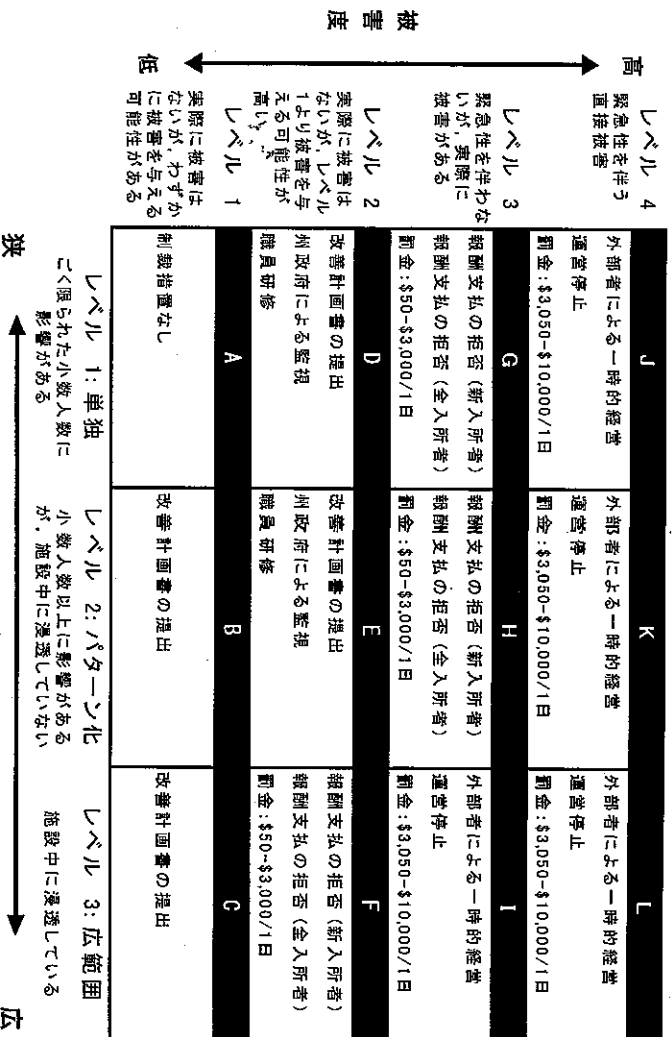 被害度
高
低
レベル 4
緊急性を伴う
直接被害
レベル 3
緊急性を伴わな
いが、実際に
被害がある
レベル 2
実際に被害は
ないが、レベル
1より被害を与
える可能性が
高い
レベル 1
実際に被害は
ないが、わずか
に被害を与える
可能性がある
J
外部者による一時的経営
運営停止
罰金:$3,050-$10,000/1日
K
外部者による一時的経営
運営停止
罰金:$3,050-$10,000/1日
L
外部者による一時的経営
運営停止
罰金:$3,050-$10,000/1日
G
報酬支払の拒否(新入所者)
報酬支払の拒否(全入所者)
罰金:$50-$3,000/1日
H
報酬支払の拒否(新入所者)
報酬支払の拒否(全入所者)
罰金:$50-$3,000/1日
I
外部者による一時的経営
運営停止
罰金:$3,050-$10,000/1日
D
改善計画書の提出
州政府による監視
職員研修
E
改善計画書の提出
州政府による監視
職員研修
F
報酬支払の拒否(新入所者)
報酬支払の拒否(全入所者)
罰金:$50~$3,000/1日
A
制裁措置なし
B
改善計画書の提出
C
改善計画書の提出
レベル 1:単独
ごく限られた小数人数に
影響がある
レベル 2:パターン化
小数人数以上に影響がある
が、施設中に浸透していない
レベル 3:広範囲
施設中に浸透している
狭
広